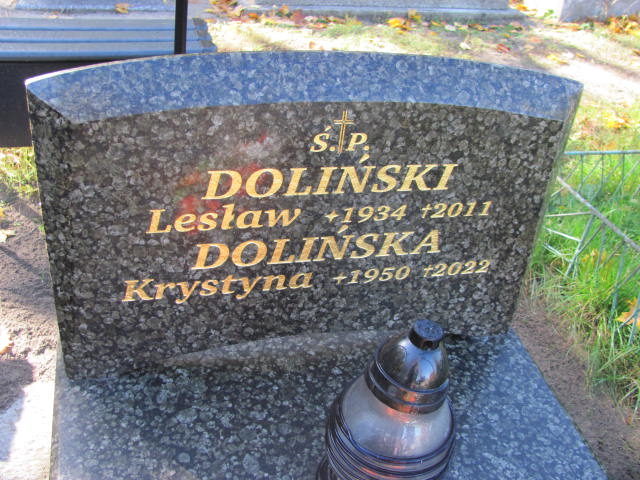 Ś.P.
DOLIŃSKI
Lesław +1934 †2011
DOLIŃSKA
Krystyna +1950 †2022